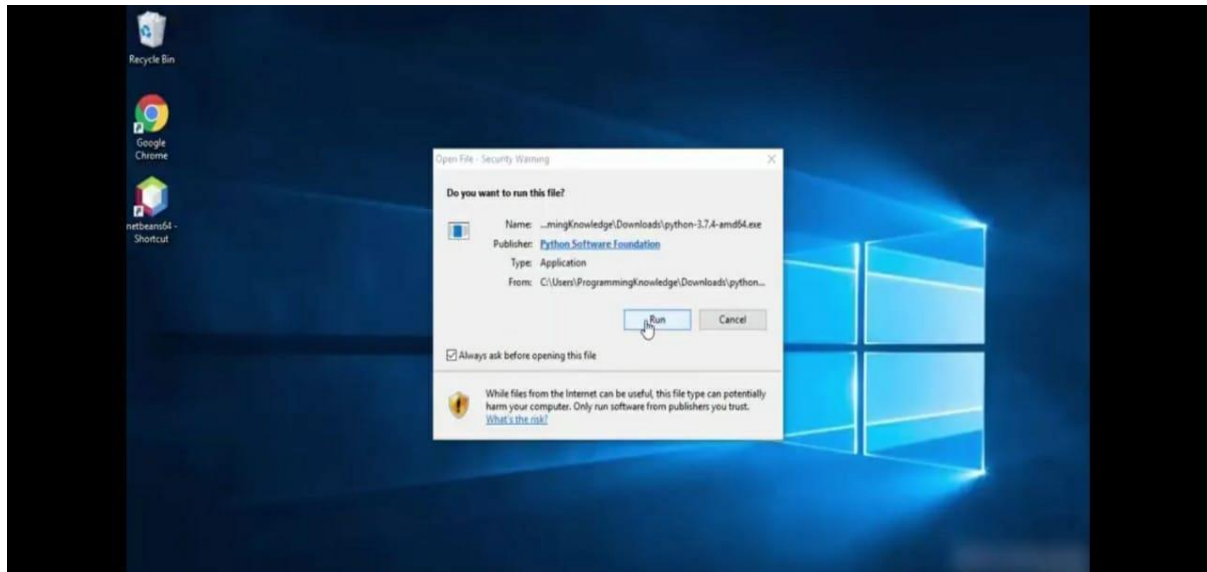 Recycle Bin
Google
Chrome
netbeans64 -
Shortcut
Open File - Security Warning
Do you want to run this file?
Name: ...mingKnowledge\Downloads\python-3.7.4-amd64.exe
Publisher: Python Software Foundation
Type: Application
From: C:\Users\ProgrammingKnowledge\Downloads\python...
Run Cancel
Always ask before opening this file
While files from the Internet can be useful, this file type can potentially
harm your computer. Only run software from publishers you trust.
What's the risk?